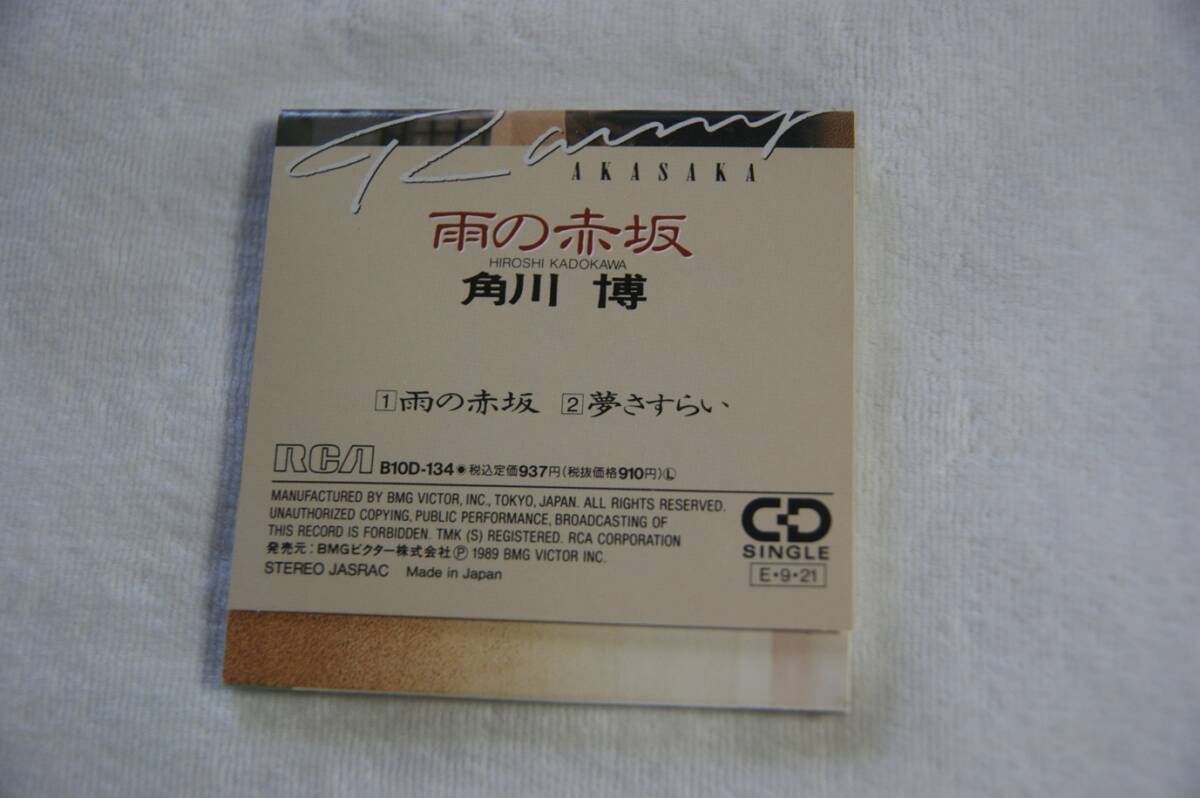 Rainy
AKASAKA
雨の赤坂
HIROSHI KADOKAWA
角川 博
1 雨の赤坂 2 夢さすらい
RCA B10D-134 ◉税込定価937円(税抜価格910円)Ⓛ
MANUFACTURED BY BMG VICTOR, INC., TOKYO, JAPAN. ALL RIGHTS RESERVED.
UNAUTHORIZED COPYING, PUBLIC PERFORMANCE, BROADCASTING OF
THIS RECORD IS FORBIDDEN. TMK (S) REGISTERED. RCA CORPORATION
発売元:BMGビクター株式会社 Ⓟ 1989 BMG VICTOR INC.
STEREO JASRAC Made in Japan
CD
SINGLE
E・9・21